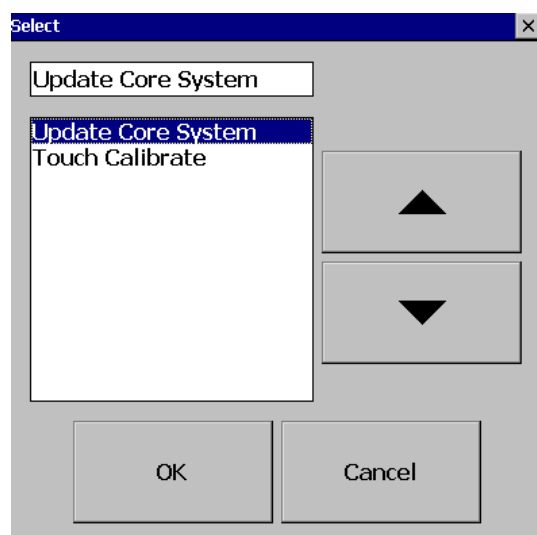 Select
Update Core System
Update Core System
Touch Calibrate
OK
Cancel